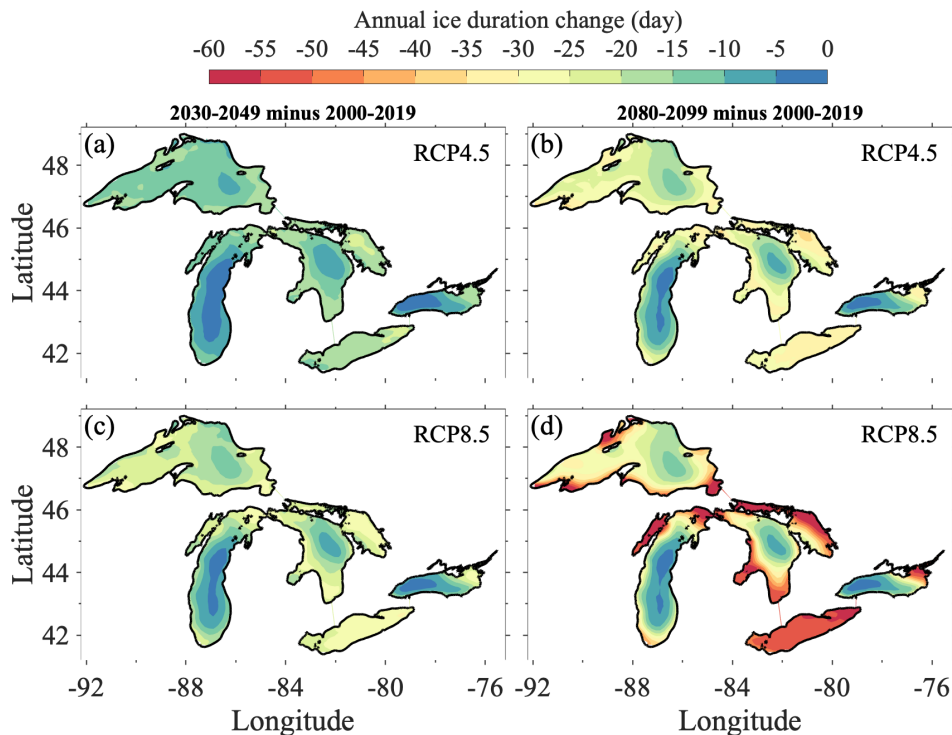 Annual ice duration change (day)
-60 -55 -50 -45 -40 -35 -30 -25 -20 -15 -10 -5 0
2030-2049 minus 2000-2019
2080-2099 minus 2000-2019
(a)
RCP4.5
(b)
RCP4.5
48
46
44
42
Latitude
(c)
RCP8.5
(d)
RCP8.5
48
46
44
42
Latitude
-92 -88 -84 -80 -76
-92 -88 -84 -80 -76
Longitude
Longitude